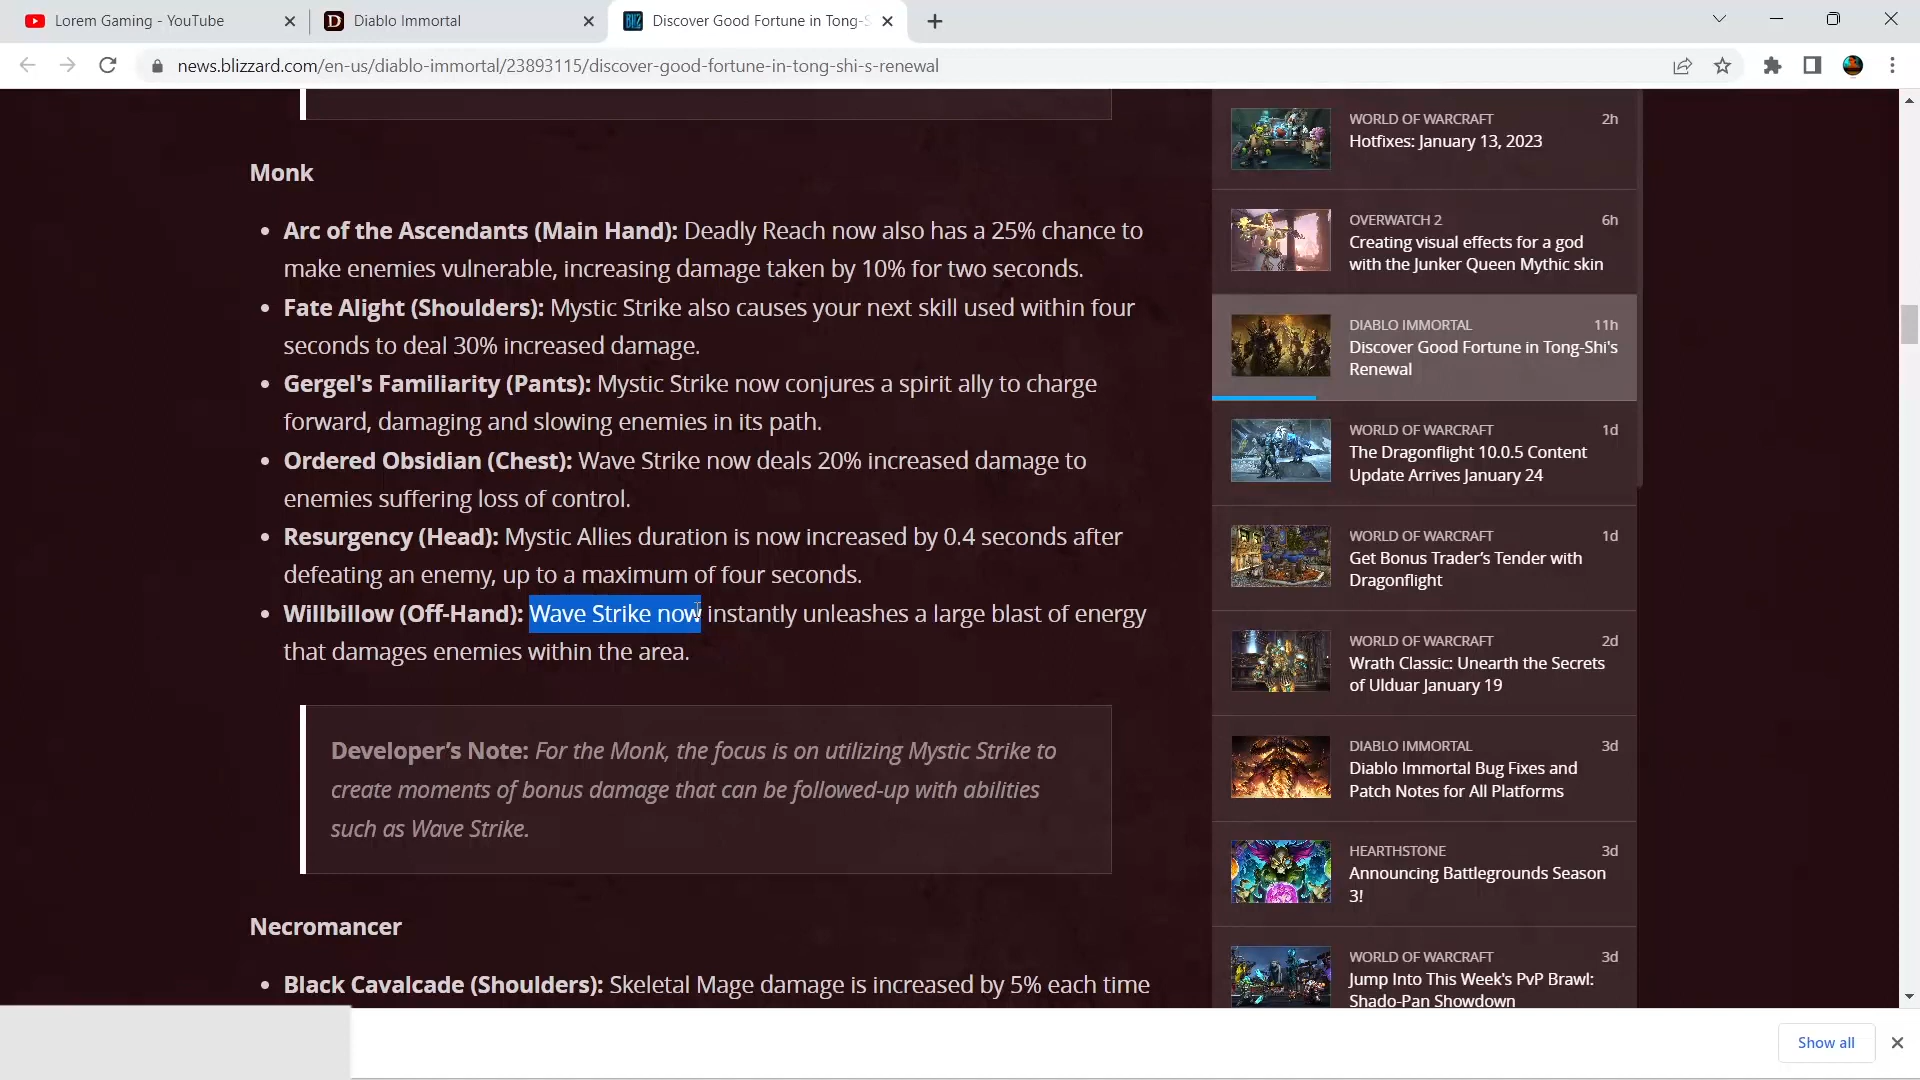 Lorem Gaming - YouTube
Diablo Immortal
Discover Good Fortune in Tong-S
news.blizzard.com/en-us/diablo-immortal/23893115/discover-good-fortune-in-tong-shi-s-renewal
Monk
• Arc of the Ascendants (Main Hand): Deadly Reach now also has a 25% chance to
make enemies vulnerable, increasing damage taken by 10% for two seconds.
• Fate Alight (Shoulders): Mystic Strike also causes your next skill used within four
seconds to deal 30% increased damage.
• Gergel's Familiarity (Pants): Mystic Strike now conjures a spirit ally to charge
forward, damaging and slowing enemies in its path.
• Ordered Obsidian (Chest): Wave Strike now deals 20% increased damage to
enemies suffering loss of control.
• Resurgency (Head): Mystic Allies duration is now increased by 0.4 seconds after
defeating an enemy, up to a maximum of four seconds.
• Willbillow (Off-Hand): Wave Strike now instantly unleashes a large blast of energy
that damages enemies within the area.
Developer's Note: For the Monk, the focus is on utilizing Mystic Strike to
create moments of bonus damage that can be followed-up with abilities
such as Wave Strike.
Necromancer
• Black Cavalcade (Shoulders): Skeletal Mage damage is increased by 5% each time
WORLD OF WARCRAFT 2h
Hotfixes: January 13, 2023
OVERWATCH 2 6h
Creating visual effects for a god
with the Junker Queen Mythic skin
DIABLO IMMORTAL 11h
Discover Good Fortune in Tong-Shi's
Renewal
WORLD OF WARCRAFT 1d
The Dragonflight 10.0.5 Content
Update Arrives January 24
WORLD OF WARCRAFT 1d
Get Bonus Trader's Tender with
Dragonflight
WORLD OF WARCRAFT 2d
Wrath Classic: Unearth the Secrets
of Ulduar January 19
DIABLO IMMORTAL 3d
Diablo Immortal Bug Fixes and
Patch Notes for All Platforms
HEARTHSTONE 3d
Announcing Battlegrounds Season
3!
WORLD OF WARCRAFT 3d
Jump Into This Week's PvP Brawl:
Shado-Pan Showdown
Show all